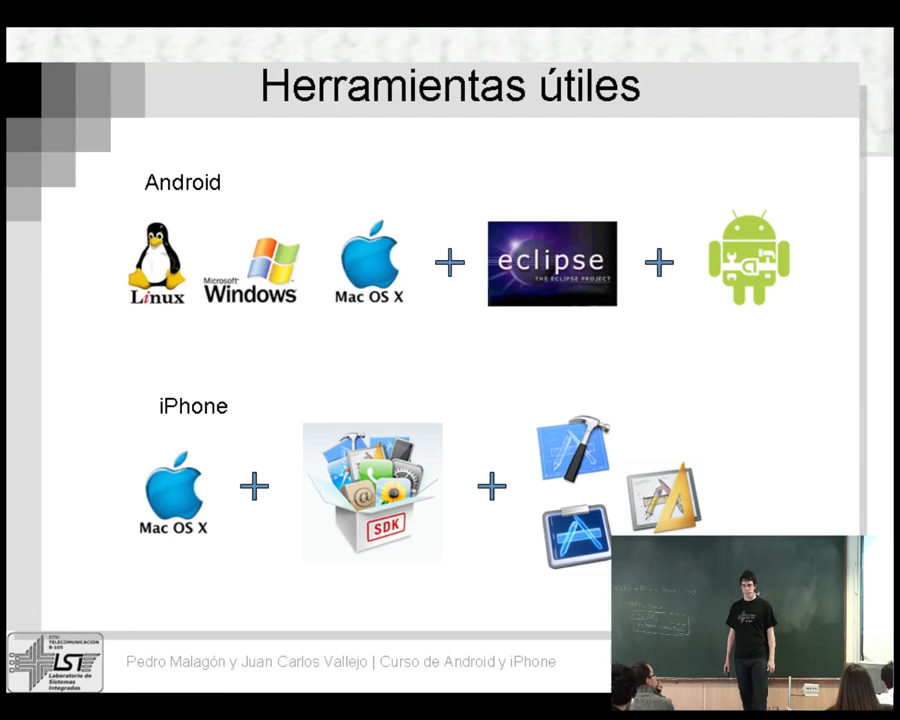 Herramientas útiles
Android
Linux
Microsoft
Windows
Mac OS X
eclipse
THE ECLIPSE PROJECT
iPhone
Mac OS X
SDK
ETSI
TELECOMUNICACIÓN
B-105
LSI
Laboratorio de
Sistemas
Integrados
Pedro Malagón y Juan Carlos Vallejo | Curso de Android y iPhone